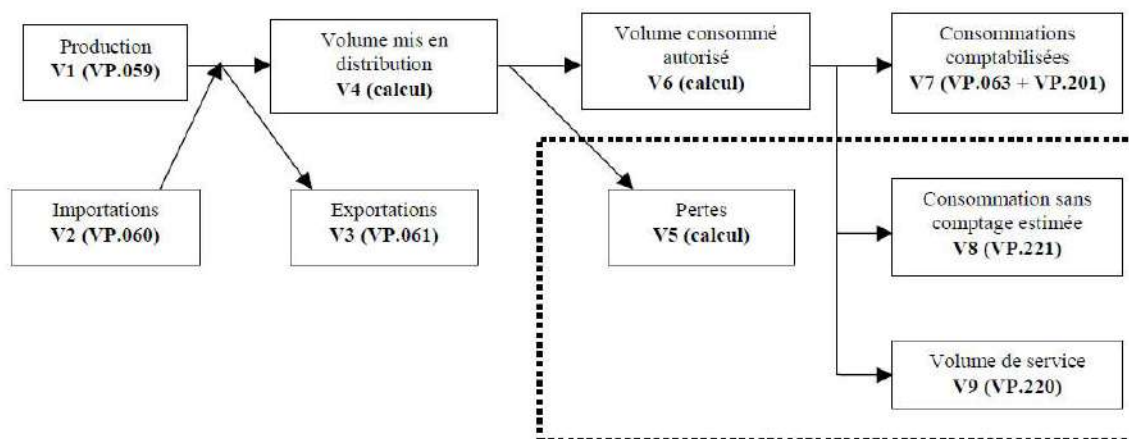 Production
V1 (VP.059)
Volume mis en
distribution
V4 (calcul)
Volume consommé
autorisé
V6 (calcul)
Consommations
comptabilisées
V7 (VP.063 + VP.201)
Importations
V2 (VP.060)
Exportations
V3 (VP.061)
Pertes
V5 (calcul)
Consommation sans
comptage estimée
V8 (VP.221)
Volume de service
V9 (VP.220)